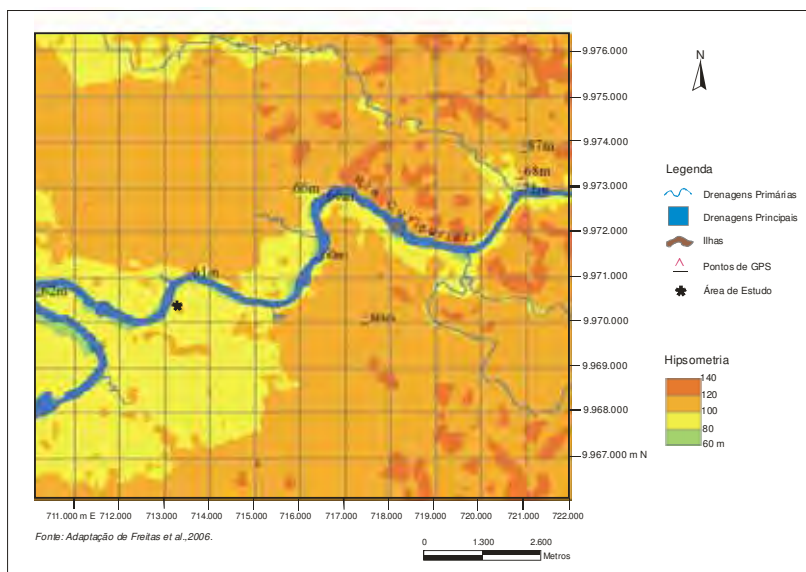 9.976.000
9.975.000
9.974.000
9.973.000
9.972.000
9.971.000
9.970.000
9.969.000
9.968.000
9.967.000 m N
N
87m
68m
66m
Rio Curicuriari
61m
62m
Legenda
Drenagens Primárias
Drenagens Principais
Ilhas
Pontos de GPS
Área de Estudo
Hipsometria
140
120
100
80
60 m
711.000 m E 712.000 713.000 714.000 715.000 716.000 717.000 718.000 719.000 720.000 721.000 722.000
Fonte: Adaptação de Freitas et al.,2006.
0 1.300 2.600
Metros